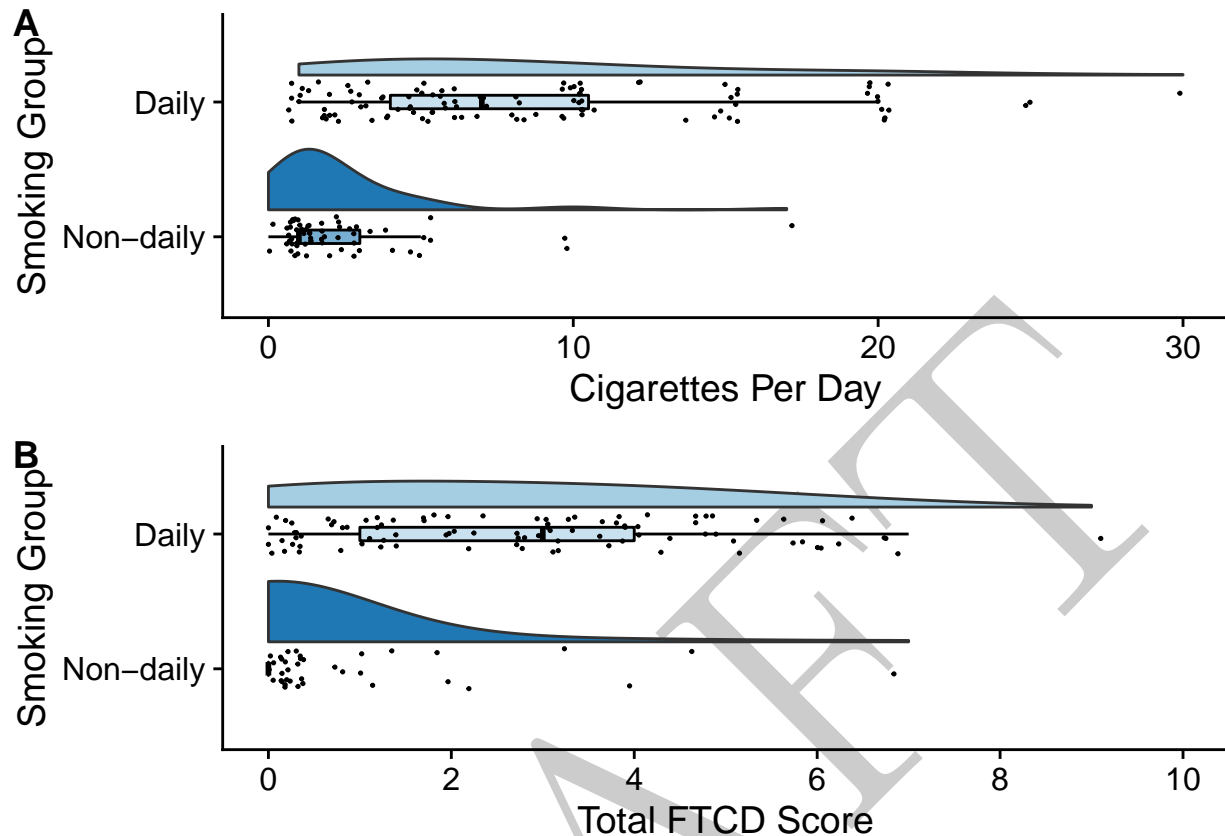 A
Smoking Group
Daily
Non−daily
0 10 20 30
Cigarettes Per Day
B
Smoking Group
Daily
Non−daily
0 2 4 6 8 10
Total FTCD Score
AFT